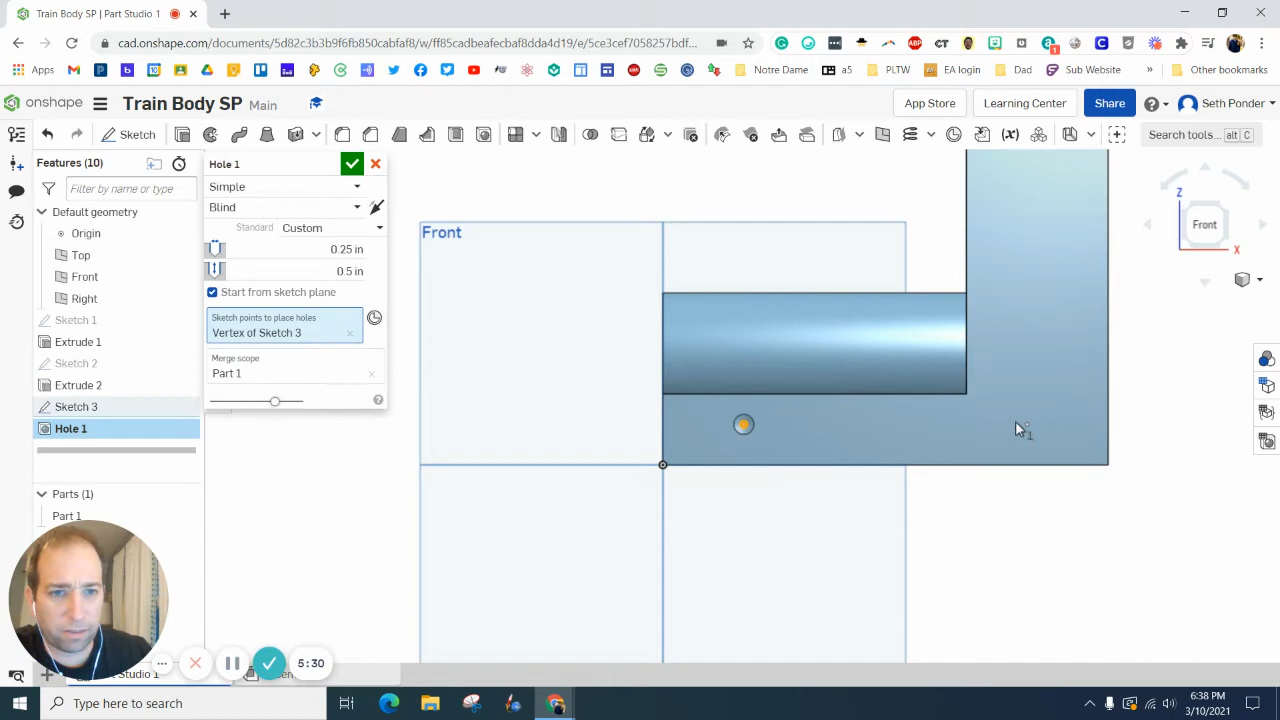 Train Body SP | Part Studio 1
cad.onshape.com/documents/
Apps
Notre Dame
a5
PLTW
EA login
Dad
Sub Website
Other bookmarks
onshape
Train Body SP
Main
App Store
Learning Center
Share
Seth Ponder
Sketch
Search tools...
alt C
Features (10)
Filter by name or type
Default geometry
Origin
Top
Front
Right
Sketch 1
Extrude 1
Sketch 2
Extrude 2
Sketch 3
Hole 1
Parts (1)
Part 1
Hole 1
Simple
Blind
Standard
Custom
0.25 in
0.5 in
Start from sketch plane
Sketch points to place holes
Vertex of Sketch 3
Merge scope
Part 1
Front
Z
Front
X
5:30
Type here to search
6:38 PM
3/10/2021